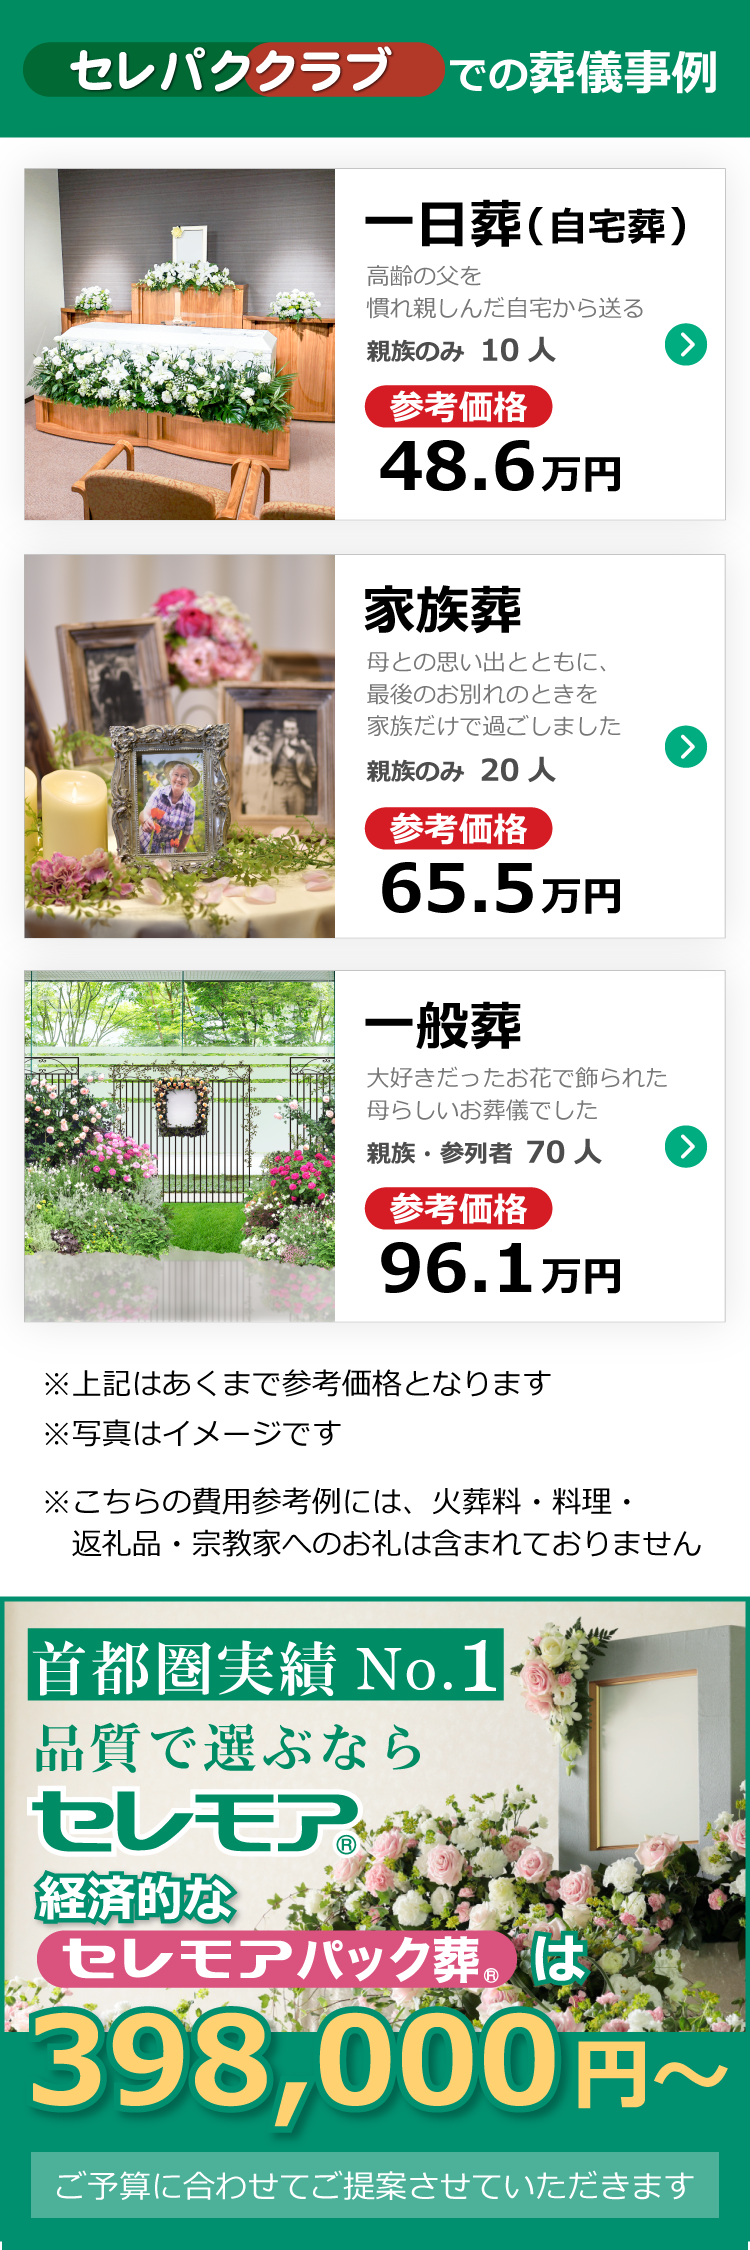 セレパククラブでの葬儀事例
一日葬（自宅葬）
高齢の父を
慣れ親しんだ自宅から送る
親族のみ 10 人
参考価格
48.6万円
家族葬
母との思い出とともに、
最後のお別れのときを
家族だけで過ごしました
親族のみ 20 人
参考価格
65.5万円
一般葬
大好きだったお花で飾られた
母らしいお葬儀でした
親族・参列者 70 人
参考価格
96.1万円
※上記はあくまで参考価格となります
※写真はイメージです
※こちらの費用参考例には、火葬料・料理・
返礼品・宗教家へのお礼は含まれておりません
首都圏実績 No.1
品質で選ぶなら
セレモア®
経済的な
セレモアパック葬®は
398,000円～
ご予算に合わせてご提案させていただきます